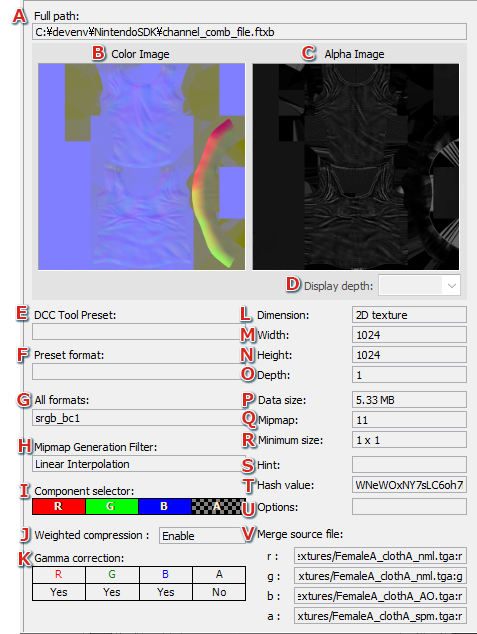 A Full path:
C:¥devenv¥NintendoSDK¥channel_comb_file.ftxb
B Color Image
C Alpha Image
D Display depth:
E DCC Tool Preset:
F Preset format:
G All formats:
srgb_bc1
H Mipmap Generation Filter:
Linear Interpolation
I Component selector:
R G B A
J Weighted compression : Enable
K Gamma correction:
R G B A
Yes Yes Yes No
L Dimension: 2D texture
M Width: 1024
N Height: 1024
O Depth: 1
P Data size: 5.33 MB
Q Mipmap: 11
R Minimum size: 1 x 1
S Hint:
T Hash value: WNeWOxNY7sLC6oh7
U Options:
V Merge source file:
r : extures/FemaleA_clothA_nml.tga:r
g : xtures/FemaleA_clothA_nml.tga:g
b : extures/FemaleA_clothA_AO.tga:r
a : xtures/FemaleA_clothA_spm.tga:r